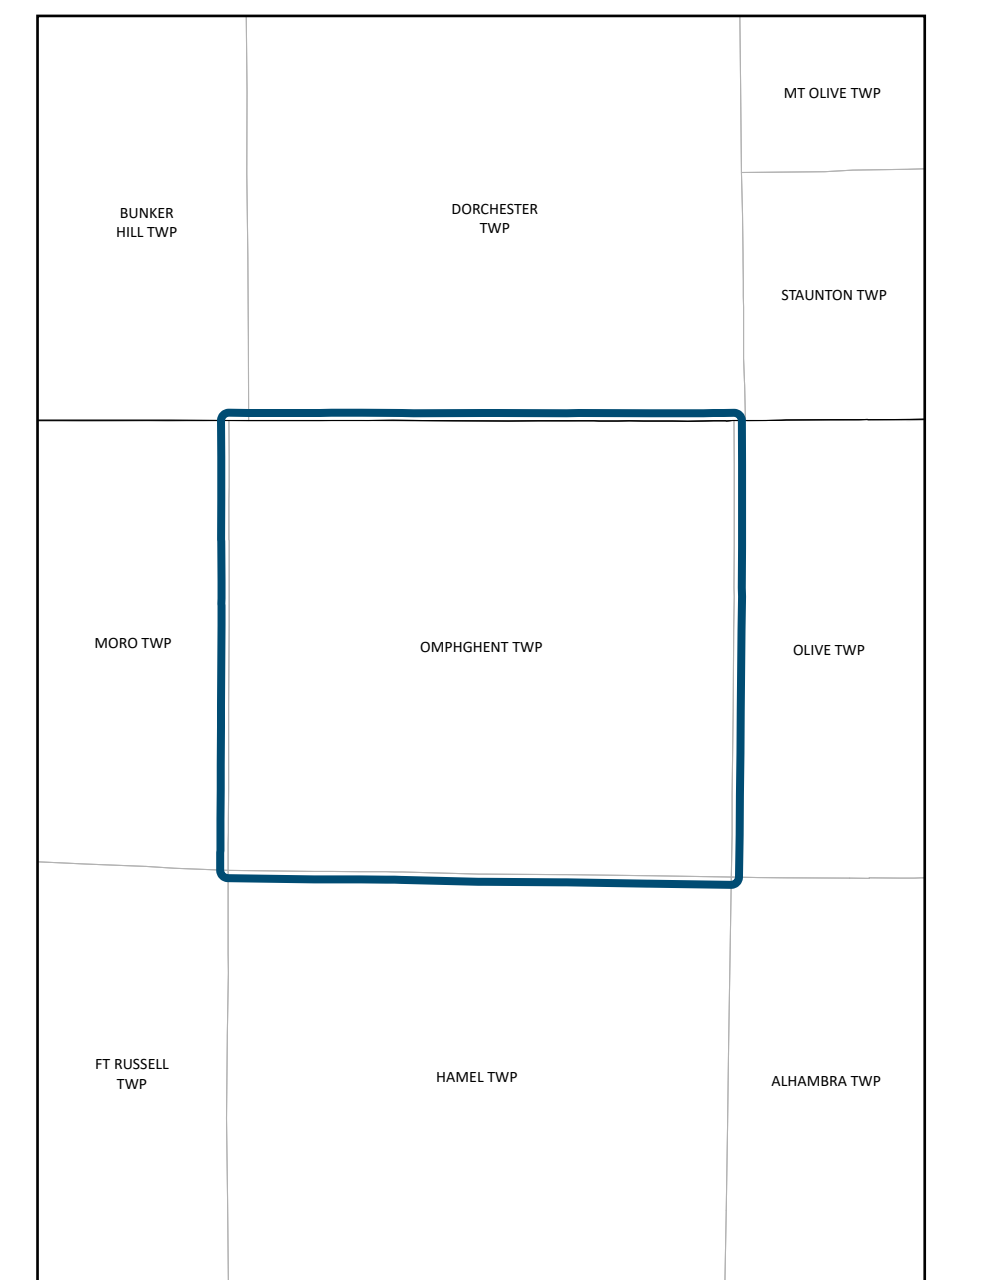 MT OLIVE TWP
BUNKER
HILL TWP
DORCHESTER
TWP
STAUNTON TWP
MORO TWP
OMPHGHENT TWP
OLIVE TWP
FT RUSSELL
TWP
HAMEL TWP
ALHAMBRA TWP